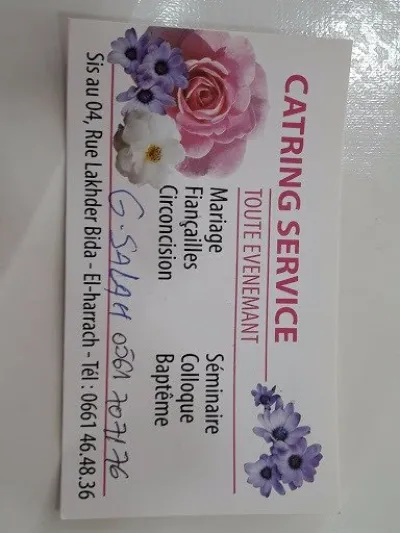 CATRING SERVICE
TOUTE EVENEMANT
Mariage
Fiançailles
Circoncision
Séminaire
Colloque
Baptême
G. SALAH 0561 707176
Sis au 04, Rue Lakhder Bida - El-harrach - Tél : 0661 46.48.36